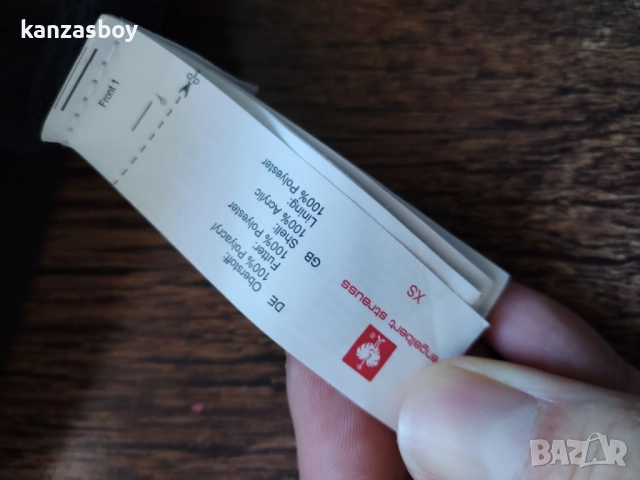 kanzasboy
Front 1
engelbert strauss
XS
DE
Oberstoff:
100% Polyacryl
Futter:
100% Polyester
GB
Shell:
100% Acrylic
Lining:
100% Polyester
BAZAR